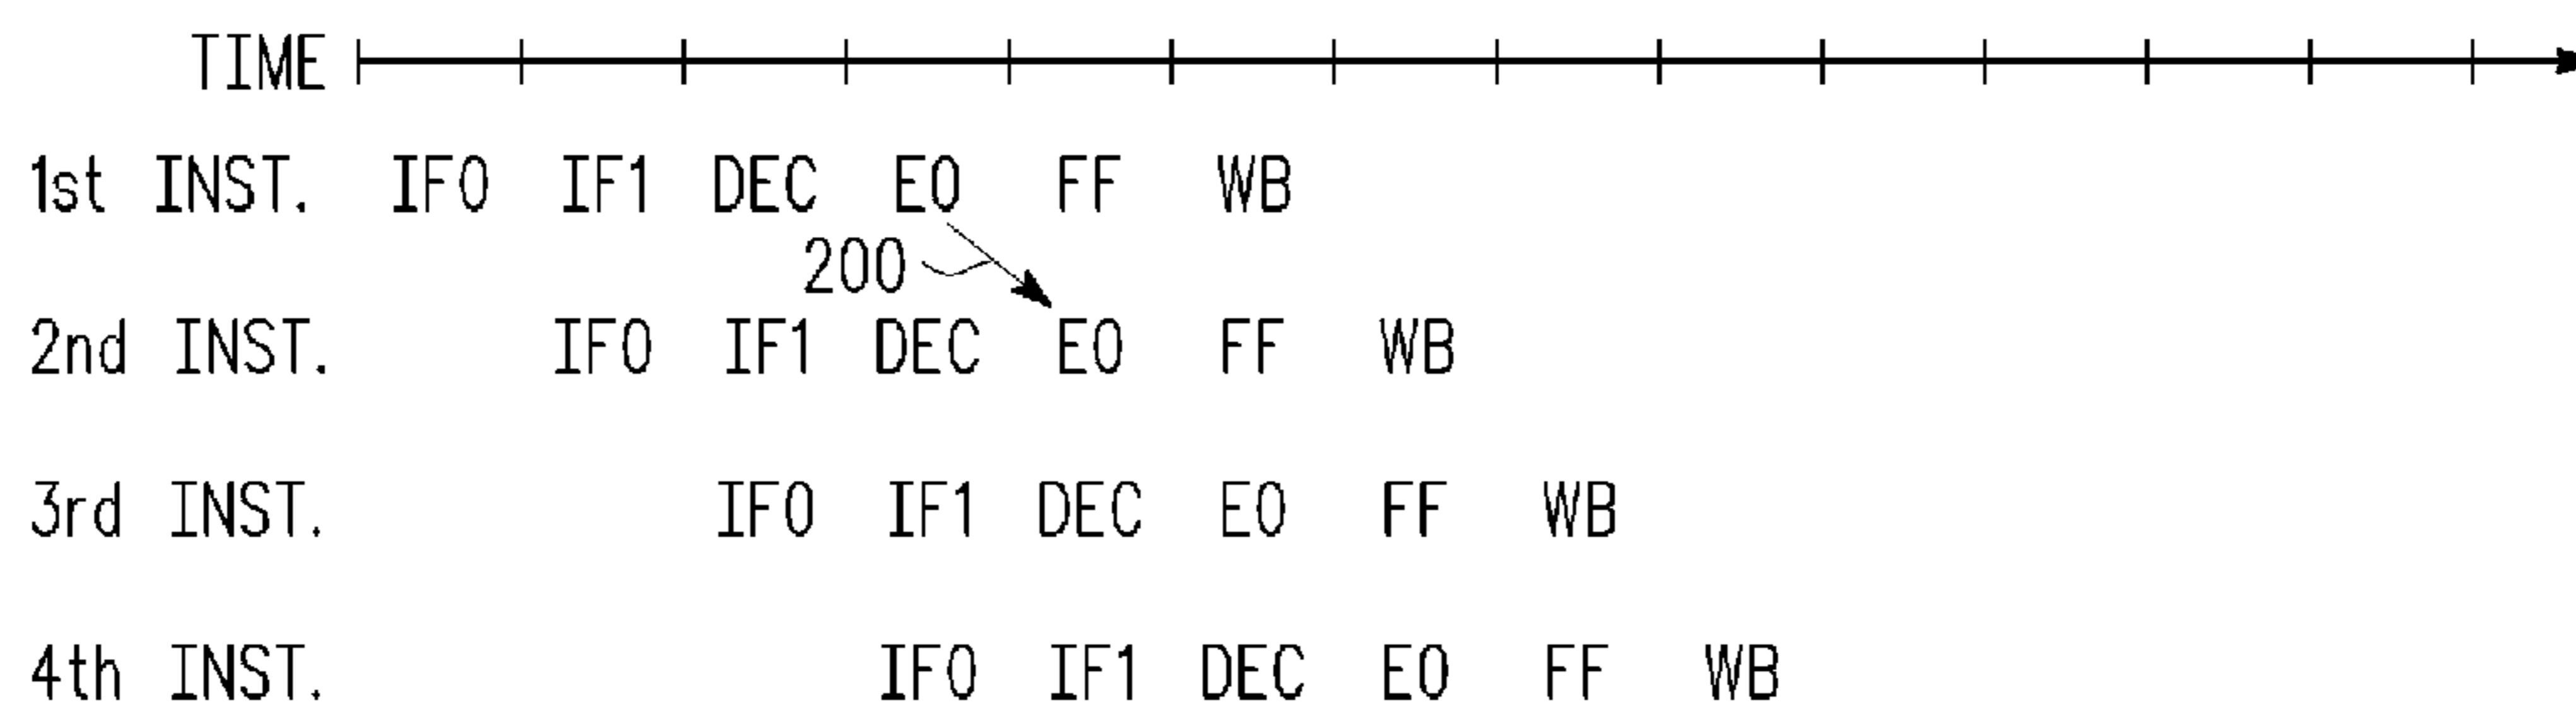 TIME
1st INST. IF0 IF1 DEC E0 FF WB
200
2nd INST. IF0 IF1 DEC E0 FF WB
3rd INST. IF0 IF1 DEC E0 FF WB
4th INST. IF0 IF1 DEC E0 FF WB